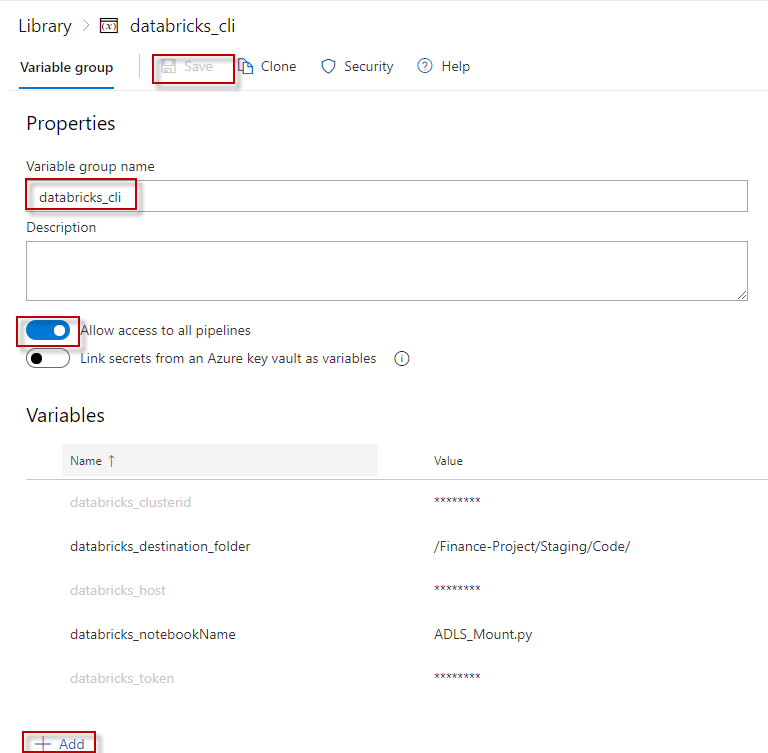 Library > databricks_cli
Variable group Save Clone Security Help
Properties
Variable group name
databricks_cli
Description
Allow access to all pipelines
Link secrets from an Azure key vault as variables
Variables
Name ↑ Value
databricks_clusterid ********
databricks_destination_folder /Finance-Project/Staging/Code/
databricks_host ********
databricks_notebookName ADLS_Mount.py
databricks_token ********
+ Add